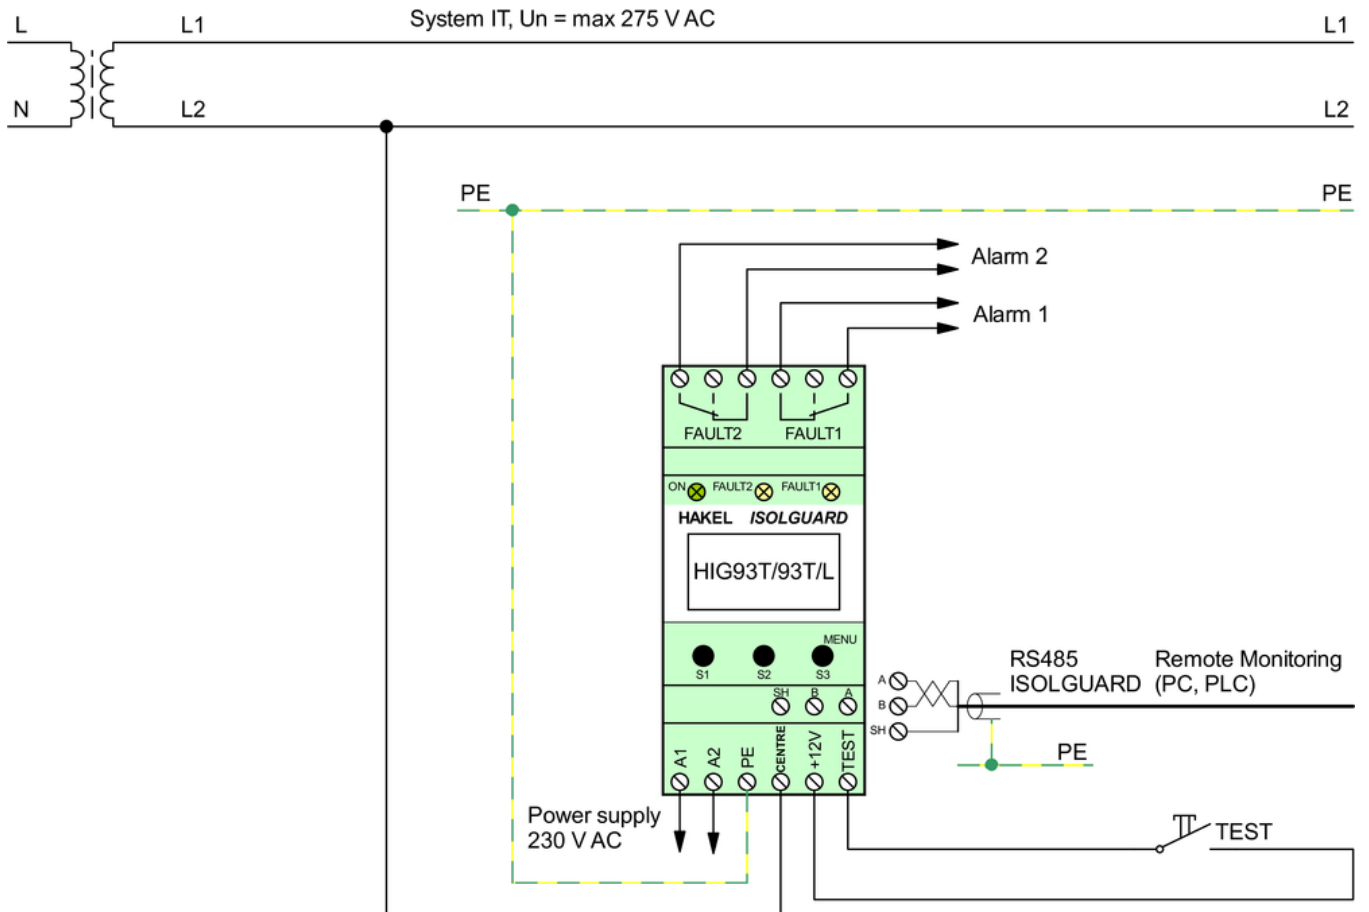 System IT, Un = max 275 V AC
L L1 L1
N L2 L2
PE PE
Alarm 2
Alarm 1
FAULT2 FAULT1
ON FAULT2 FAULT1
HAKEL ISOLGUARD
HIG93T/93T/L
MENU
S1 S2 S3
SH B A
A
B
SH
RS485 Remote Monitoring
ISOLGUARD (PC, PLC)
PE
A1 A2 PE CENTRE +12V TEST
Power supply
230 V AC
TEST